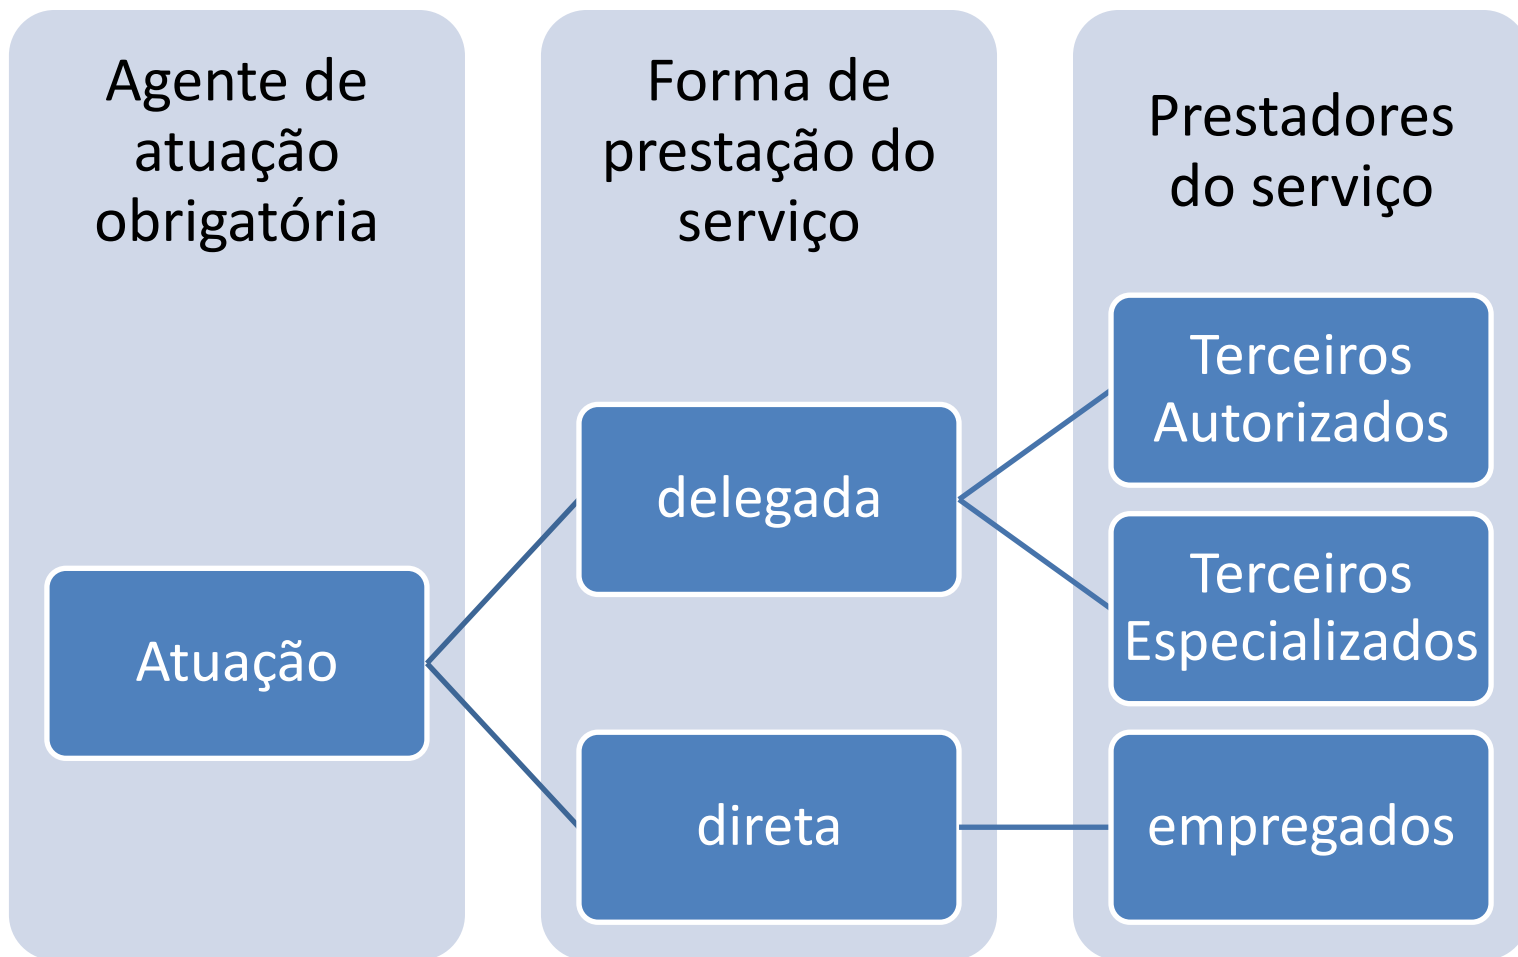 Agente de
atuação
obrigatória
Forma de
prestação do
serviço
Prestadores
do serviço
Atuação
delegada
direta
Terceiros
Autorizados
Terceiros
Especializados
empregados